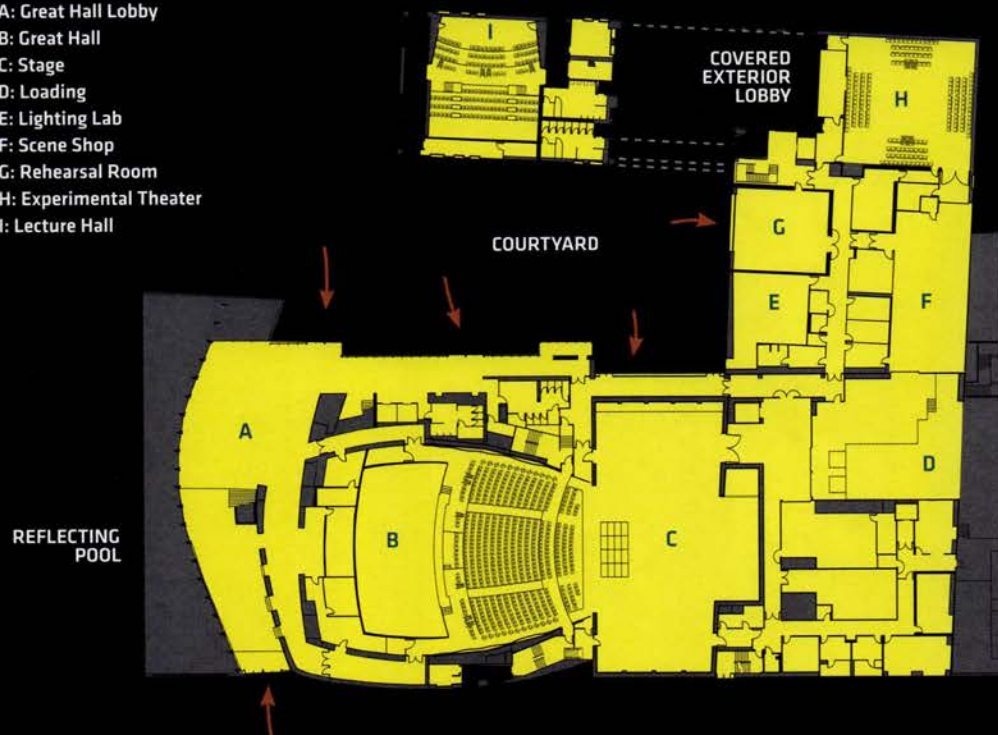 A: Great Hall Lobby
B: Great Hall
C: Stage
D: Loading
E: Lighting Lab
F: Scene Shop
G: Rehearsal Room
H: Experimental Theater
I: Lecture Hall
I
COVERED
EXTERIOR
LOBBY
H
G
COURTYARD
E
F
A
D
REFLECTING
POOL
B
C